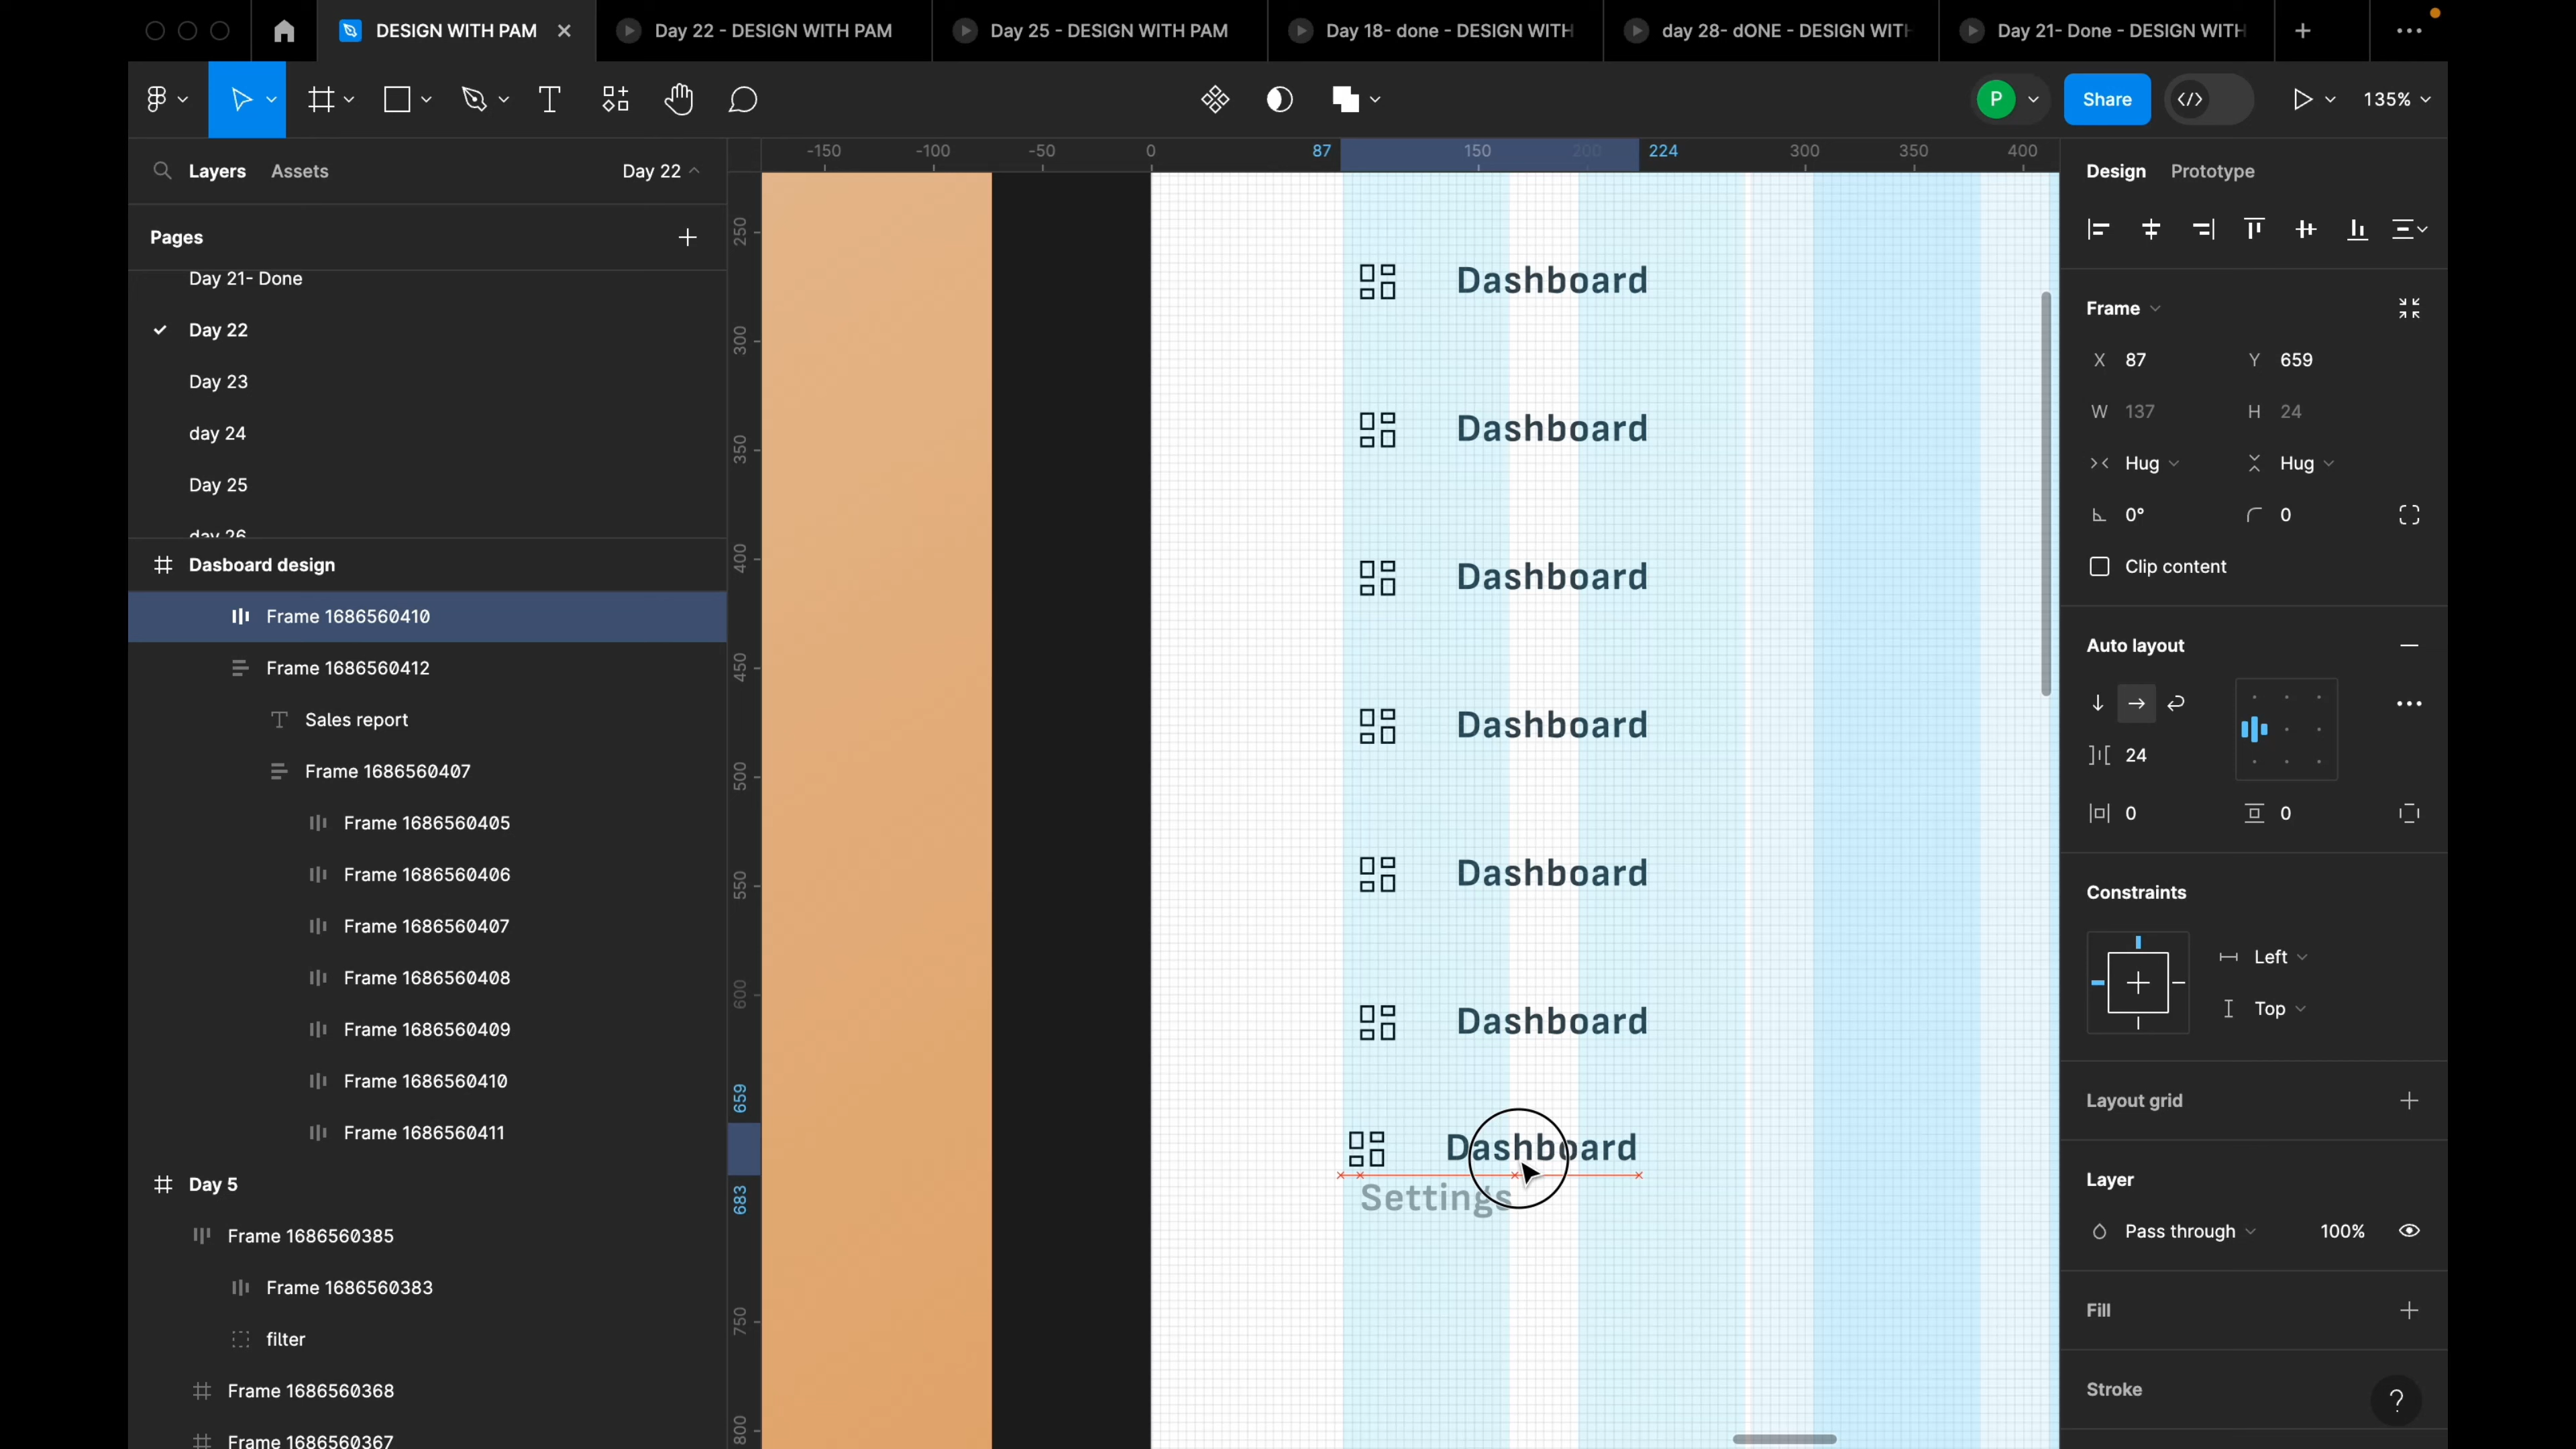 DESIGN WITH PAM
Day 22 - DESIGN WITH PAM
Day 25 - DESIGN WITH PAM
Day 18- done - DESIGN WITH
day 28- dONE - DESIGN WITH
Day 21- Done - DESIGN WITH
P
Share
135%
Layers
Assets
Day 22
Pages
Day 21- Done
Day 22
Day 23
day 24
Day 25
day 26
Dasboard design
Frame 1686560410
Frame 1686560412
Sales report
Frame 1686560407
Frame 1686560405
Frame 1686560406
Frame 1686560407
Frame 1686560408
Frame 1686560409
Frame 1686560410
Frame 1686560411
Day 5
Frame 1686560385
Frame 1686560383
filter
Frame 1686560368
Frame 1686560367
-150 -100 -50 0 87 150 200 224 300 350 400
250
300
350
400
450
500
550
600
659
683
750
800
Dashboard
Dashboard
Dashboard
Dashboard
Dashboard
Dashboard
Dashboard
Settings
Design
Prototype
Frame
X 87
Y 659
W 137
H 24
Hug
Hug
0°
0
Clip content
Auto layout
24
0
0
Constraints
Left
Top
Layout grid
Layer
Pass through
100%
Fill
Stroke
?